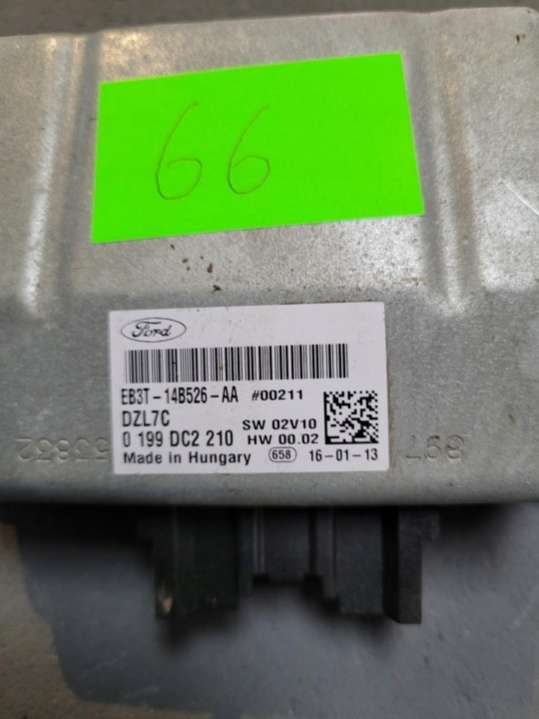 66
Ford
EB3T-14B526-AA #00211
DZL7C SW 02V10
0 199 DC2 210 HW 00.02
Made in Hungary 658 16-01-13